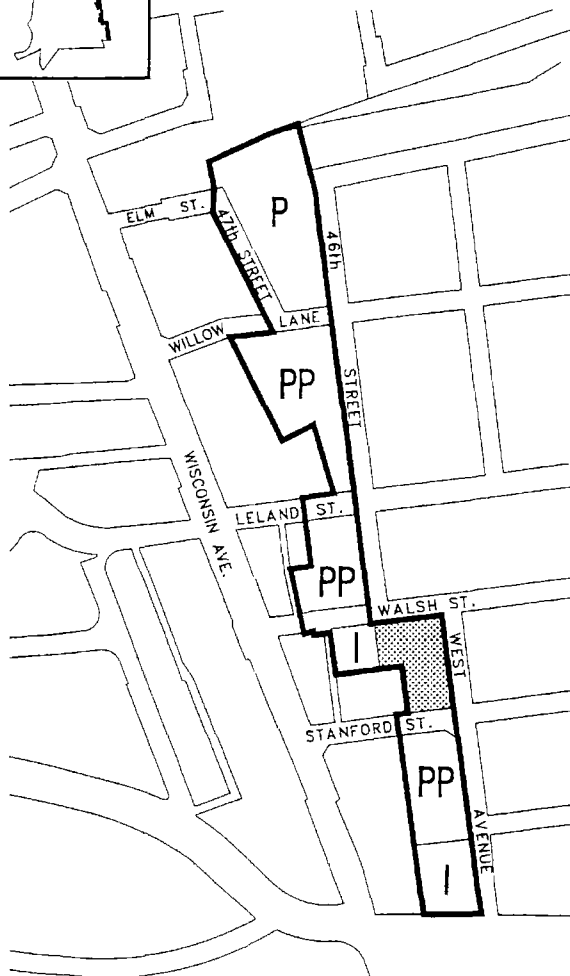 P
ELM ST.
47th STREET
46th
WILLOW LANE
PP
STREET
WISCONSIN AVE.
LELAND ST.
PP
WALSH ST.
I
WEST
STANFORD ST.
PP
AVENUE
I